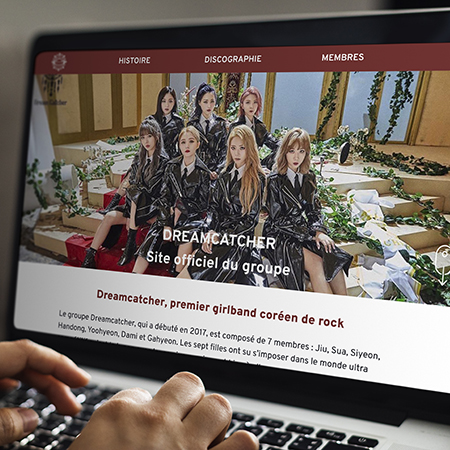 HISTOIRE DISCOGRAPHIE MEMBRES
Dream Catcher
DREAMCATCHER
Site officiel du groupe
Dreamcatcher, premier girlband coréen de rock
Le groupe Dreamcatcher, qui a débuté en 2017, est composé de 7 membres : Jiu, Sua, Siyeon,
Handong, Yoohyeon, Dami et Gahyeon. Les sept filles ont su s'imposer dans le monde ultra